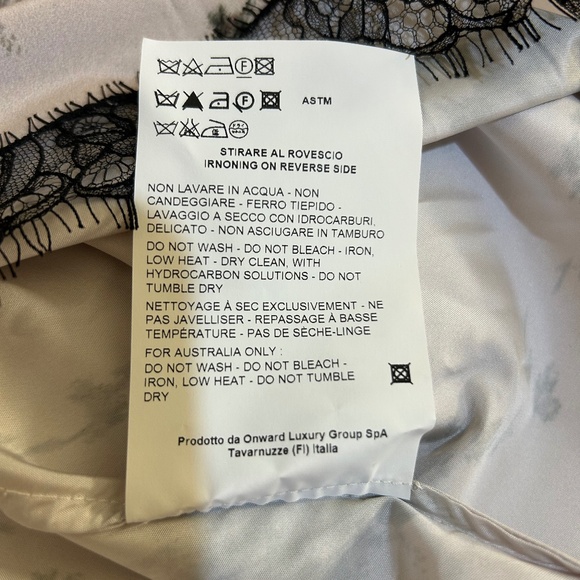 F
F ASTM
STIRARE AL ROVESCIO
IRNONING ON REVERSE SIDE
NON LAVARE IN ACQUA - NON
CANDEGGIARE - FERRO TIEPIDO -
LAVAGGIO A SECCO CON IDROCARBURI,
DELICATO - NON ASCIUGARE IN TAMBURO
DO NOT WASH - DO NOT BLEACH - IRON,
LOW HEAT - DRY CLEAN, WITH
HYDROCARBON SOLUTIONS - DO NOT
TUMBLE DRY
NETTOYAGE À SEC EXCLUSIVEMENT - NE
PAS JAVELLISER - REPASSAGE À BASSE
TEMPÉRATURE - PAS DE SÈCHE-LINGE
FOR AUSTRALIA ONLY :
DO NOT WASH - DO NOT BLEACH -
IRON, LOW HEAT - DO NOT TUMBLE
DRY
Prodotto da Onward Luxury Group SpA
Tavarnuzze (FI) Italia